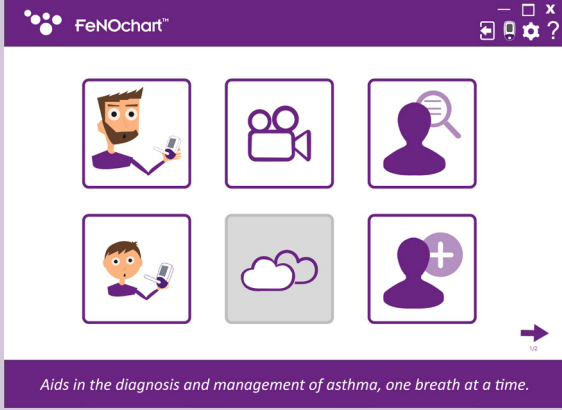 FeNOchart™
1/2
Aids in the diagnosis and management of asthma, one breath at a time.